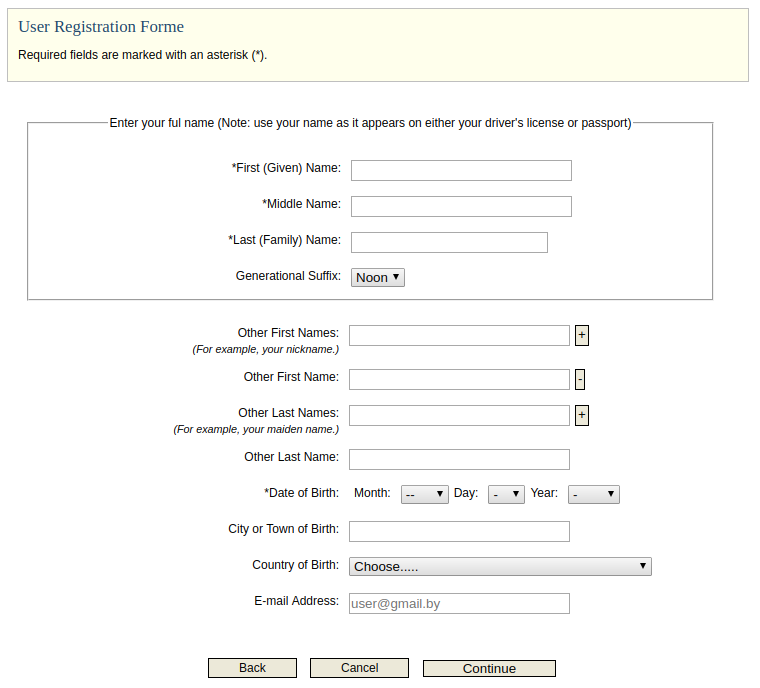 User Registration Forme
Required fields are marked with an asterisk (*).
Enter your ful name (Note: use your name as it appears on either your driver's license or passport)
*First (Given) Name:
*Middle Name:
*Last (Family) Name:
Generational Suffix: Noon
Other First Names: +
(For example, your nickname.)
Other First Name: -
Other Last Names: +
(For example, your maiden name.)
Other Last Name:
*Date of Birth: Month: -- Day: - Year: -
City or Town of Birth:
Country of Birth: Choose.....
E-mail Address: user@gmail.by
Back Cancel Continue